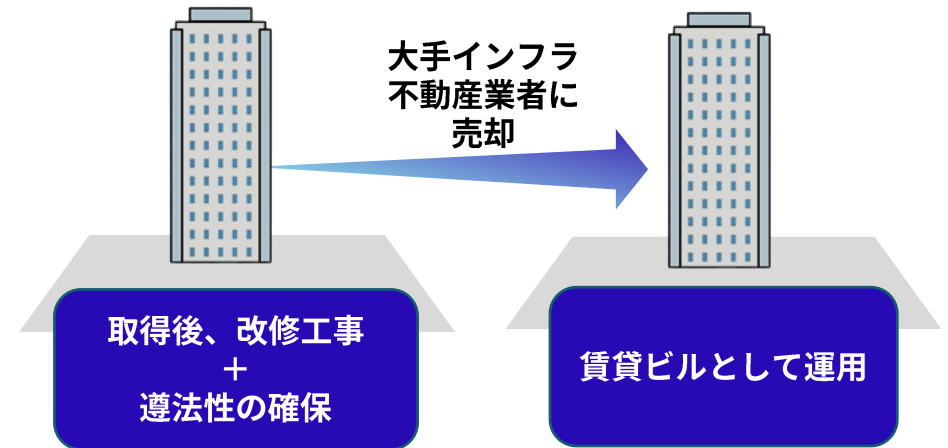 大手インフラ
不動産業者に
売却
取得後、改修工事
＋
遵法性の確保
賃貸ビルとして運用